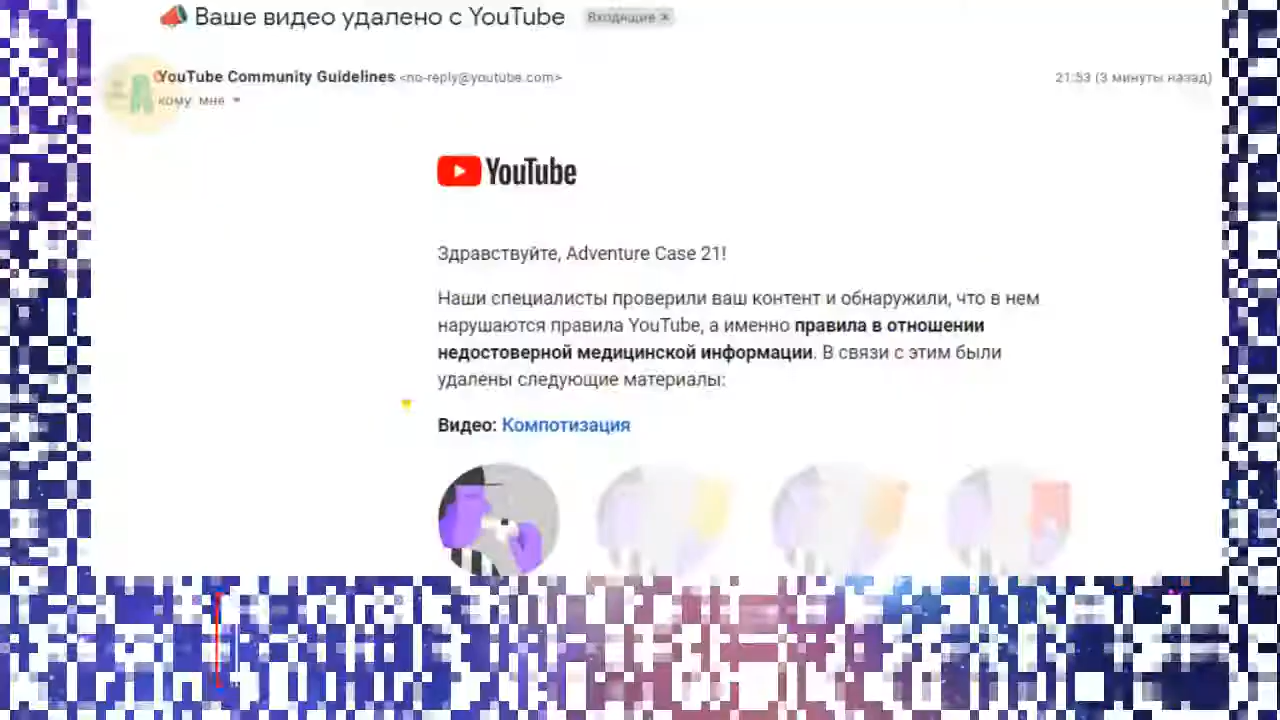 Ваше видео удалено с YouTube Входящие ×
YouTube Community Guidelines <no-reply@youtube.com> 21:53 (3 минуты назад)
кому: мне
YouTube
Здравствуйте, Adventure Case 21!
Наши специалисты проверили ваш контент и обнаружили, что в нем
нарушаются правила YouTube, а именно правила в отношении
недостоверной медицинской информации. В связи с этим были
удалены следующие материалы:
Видео: Компотизация